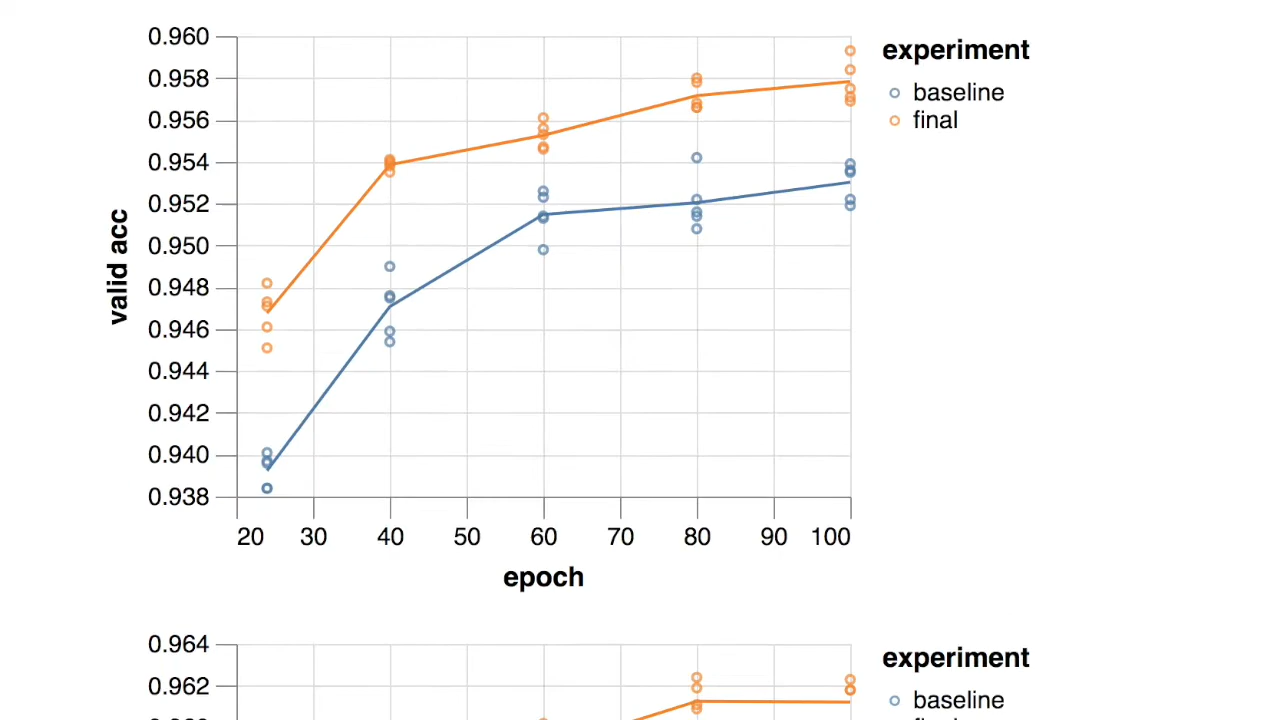 0.960
experiment
0.958
baseline
0.956
final
0.954
0.952
0.950
valid acc
0.948
0.946
0.944
0.942
0.940
0.938
20 30 40 50 60 70 80 90 100
epoch
0.964
experiment
0.962
baseline